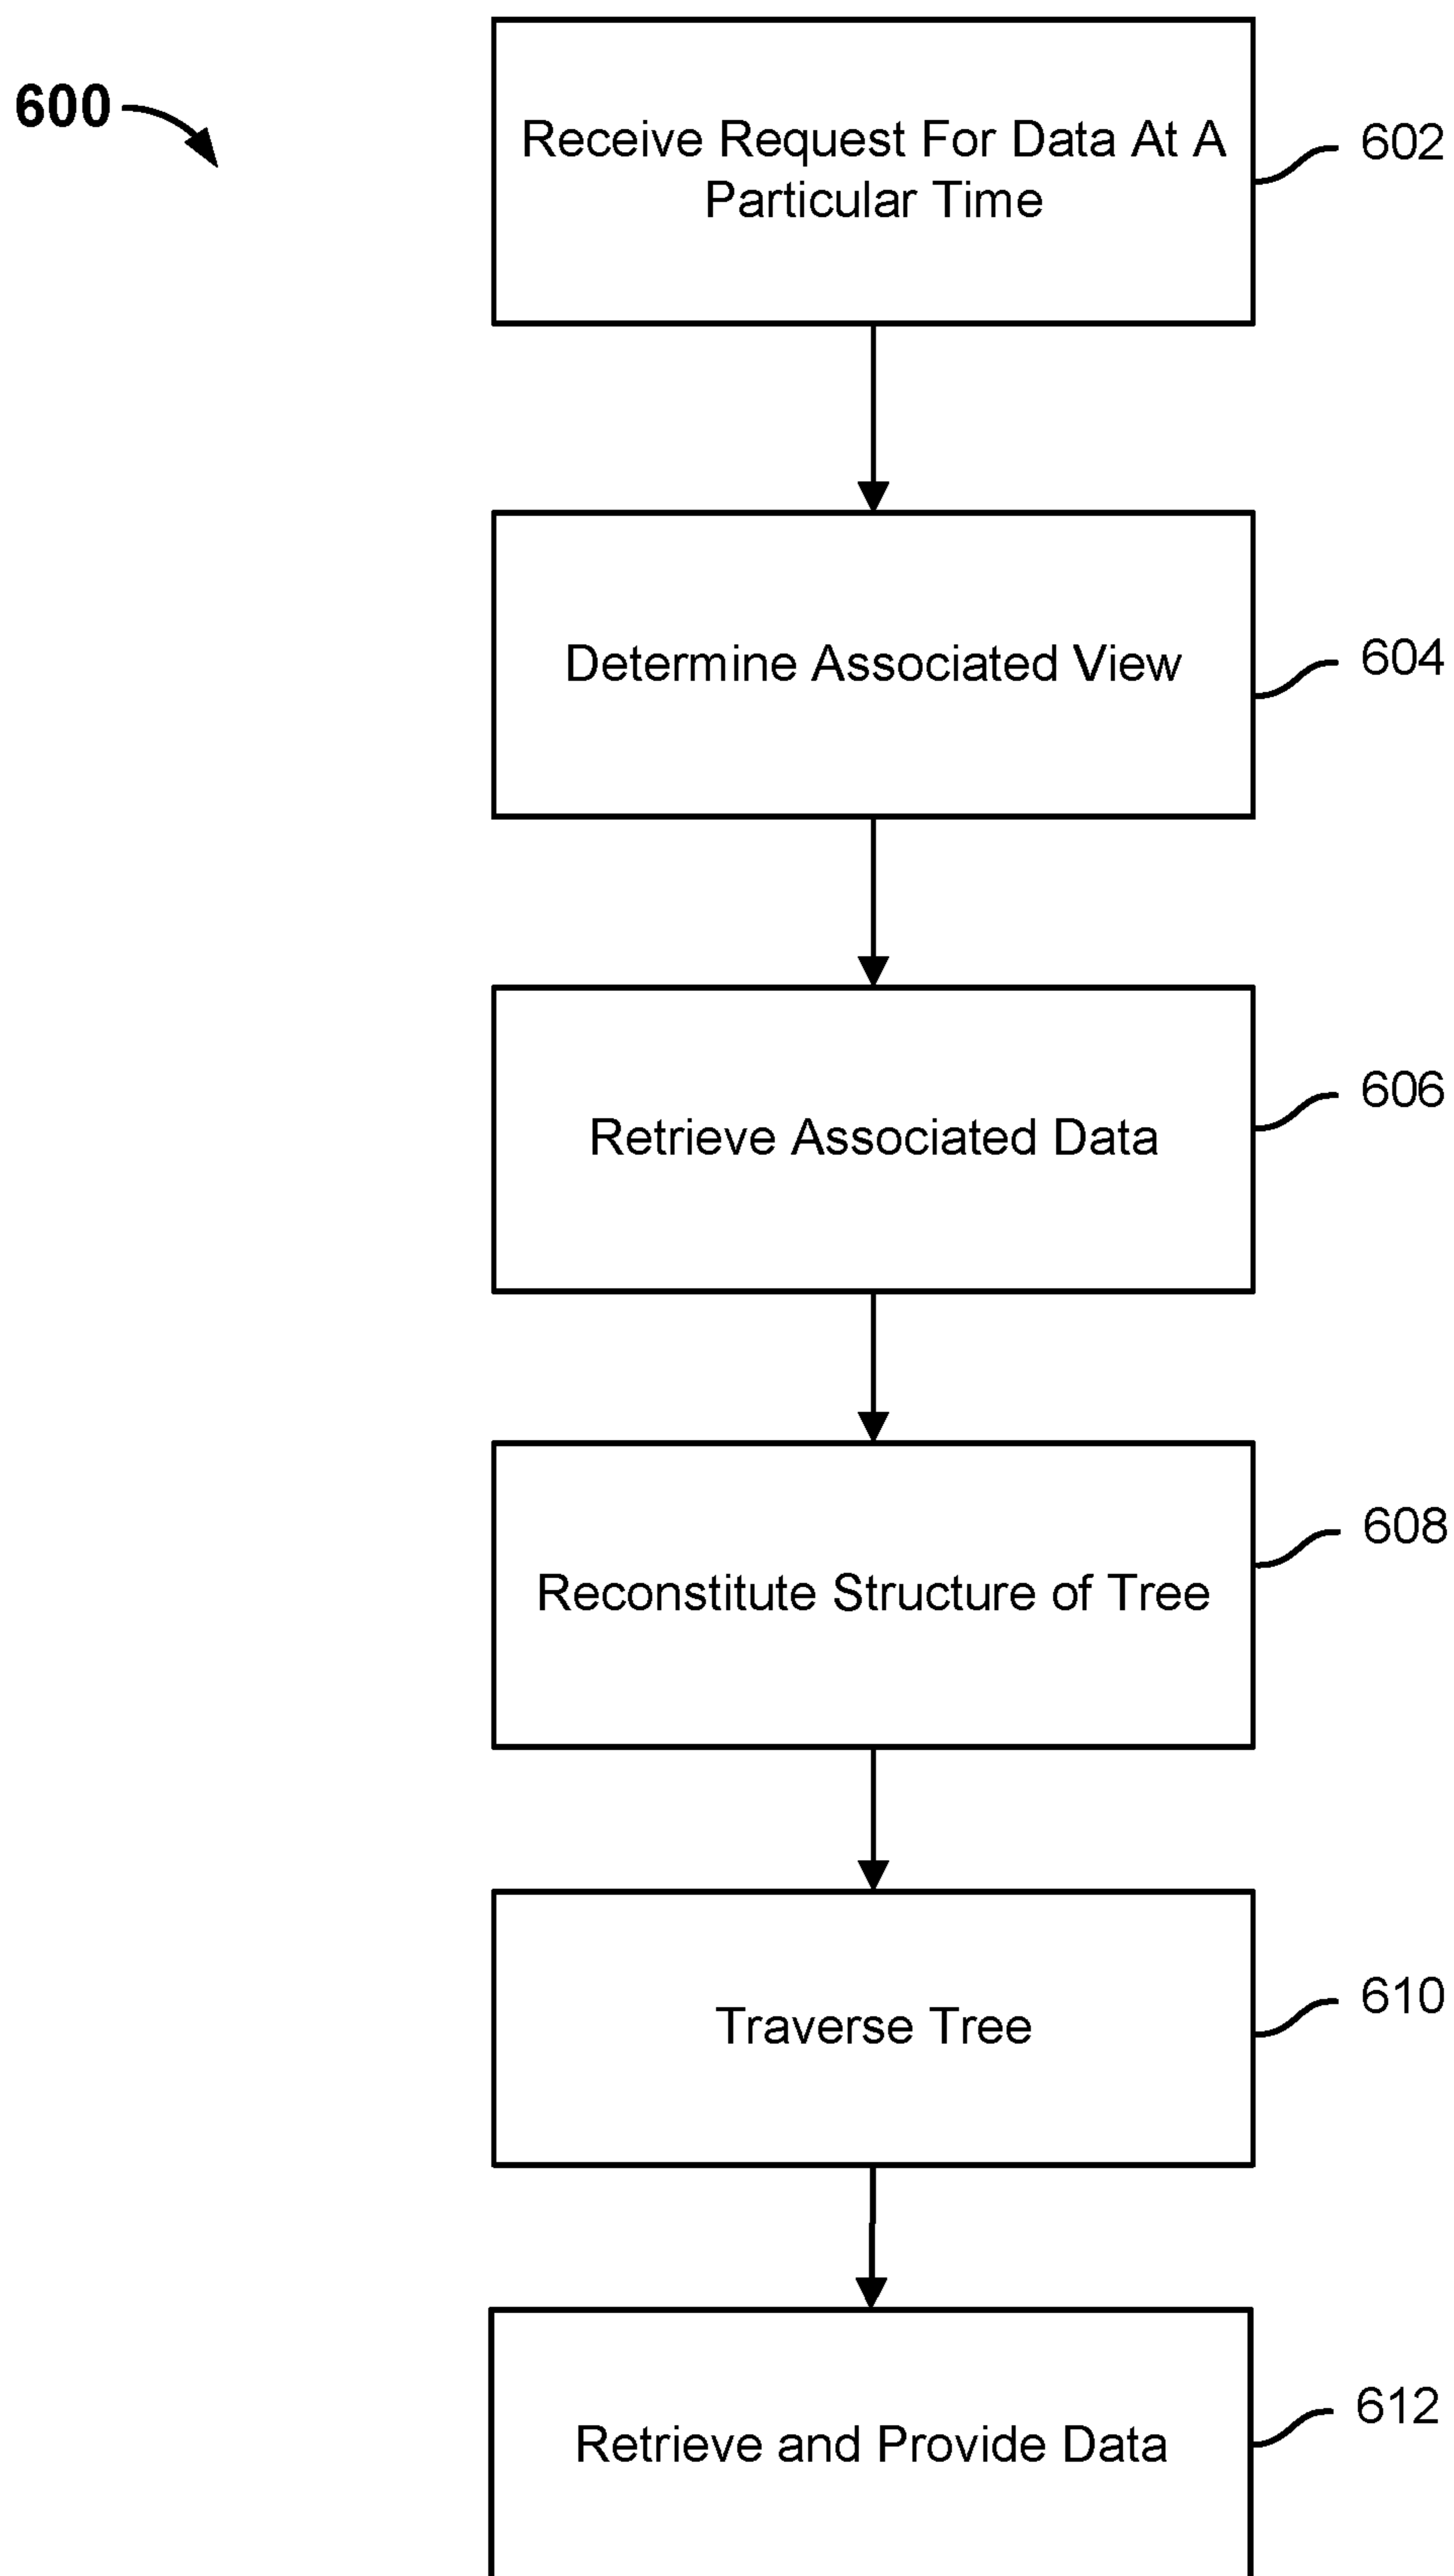 600
Receive Request For Data At A
Particular Time
602
Determine Associated View
604
Retrieve Associated Data
606
Reconstitute Structure of Tree
608
Traverse Tree
610
Retrieve and Provide Data
612